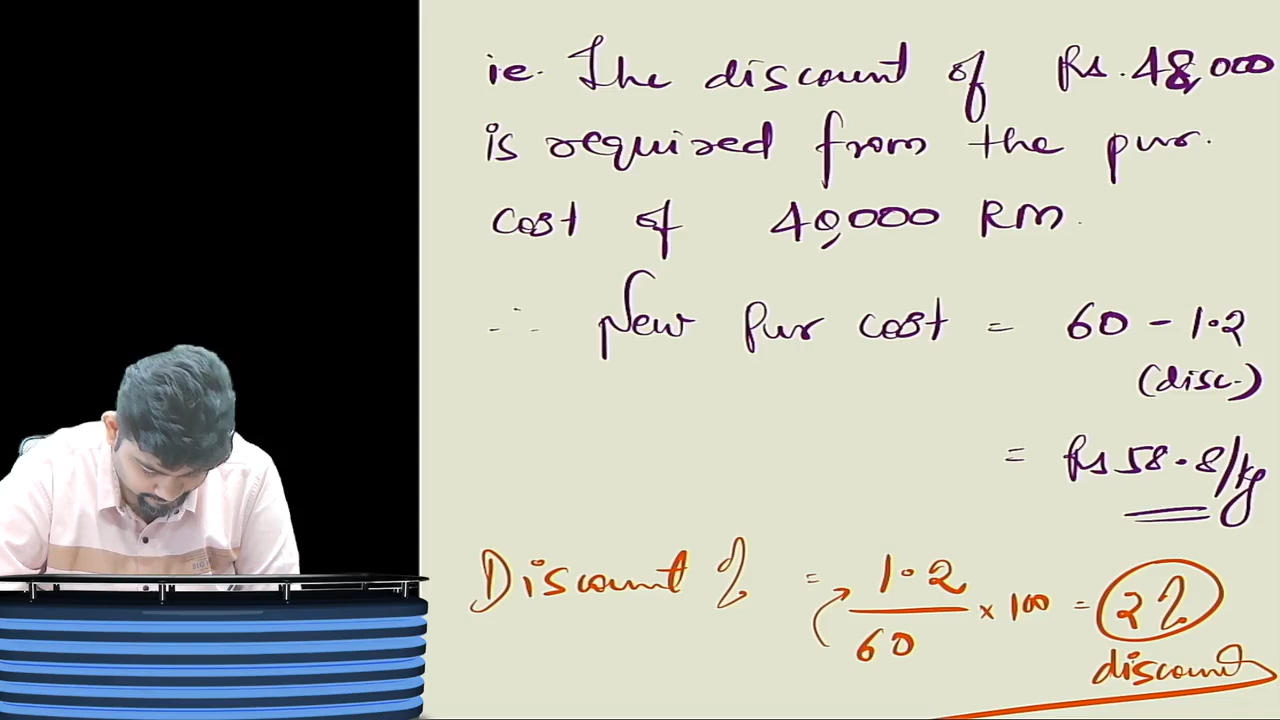 ie. The discount of Rs. 48,000
is required from the pur.
cost of 40,000 RM.
∴ New Pur cost = 60 - 1.2
(disc.)
= Rs 58.8/kg
Discount % = 1.2/60 × 100 = 2%
discount